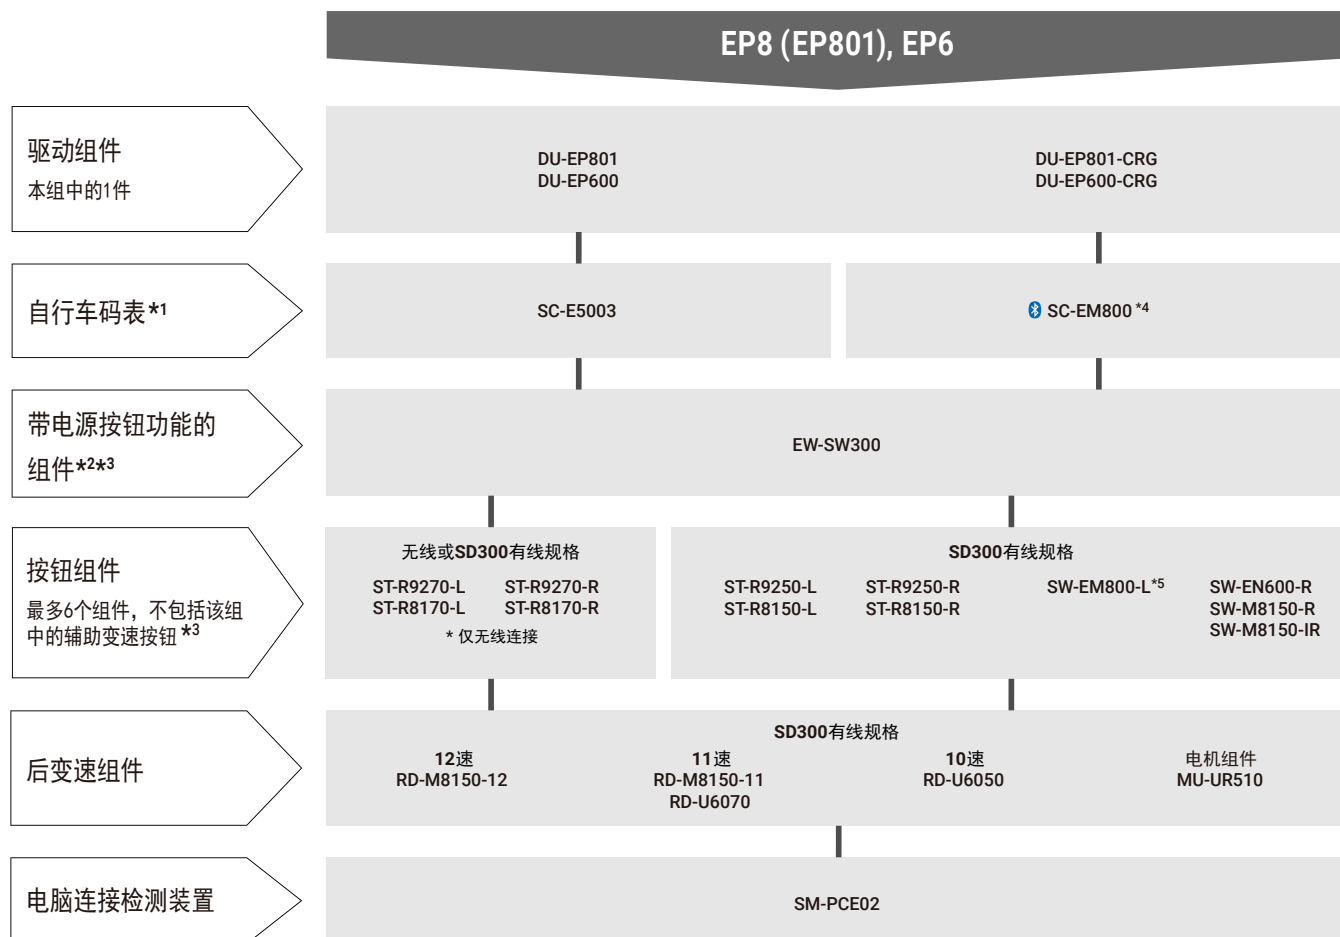 EP8 (EP801), EP6
驱动组件
本组中的1件
DU-EP801
DU-EP600
DU-EP801-CRG
DU-EP600-CRG
自行车码表*1
SC-E5003
SC-EM800 *4
带电源按钮功能的
组件*2*3
EW-SW300
按钮组件
最多6个组件，不包括该组
中的辅助变速按钮*3
无线或SD300有线规格
ST-R9270-L ST-R9270-R
ST-R8170-L ST-R8170-R
* 仅无线连接
SD300有线规格
ST-R9250-L ST-R9250-R SW-EM800-L*5 SW-EN600-R
ST-R8150-L ST-R8150-R SW-M8150-R
SW-M8150-IR
后变速组件
SD300有线规格
12速
RD-M8150-12
11速
RD-M8150-11
RD-U6070
10速
RD-U6050
电机组件
MU-UR510
电脑连接检测装置
SM-PCE02